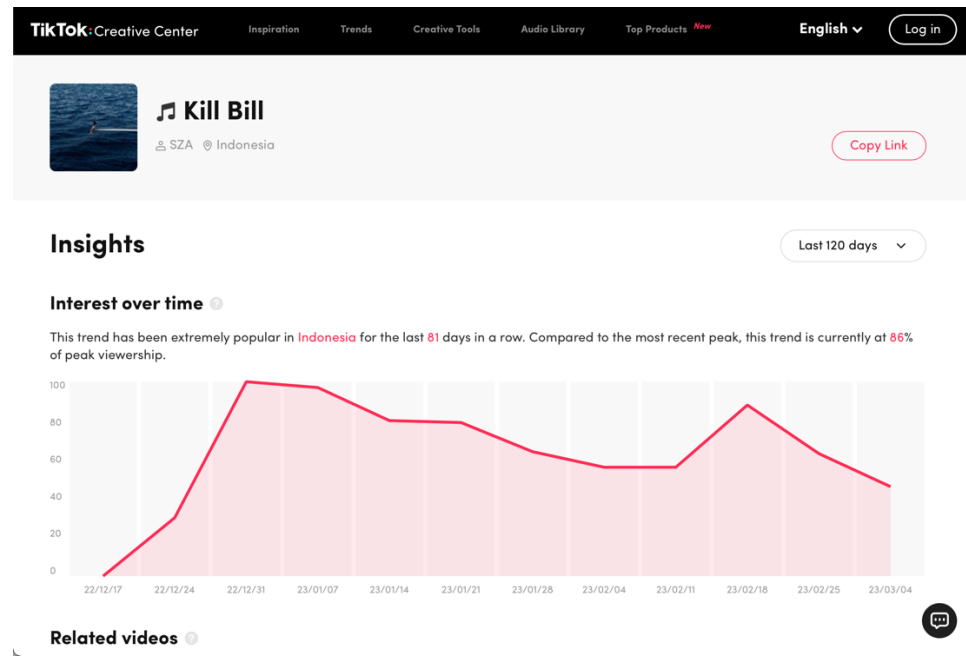 TikTok: Creative Center Inspiration Trends Creative Tools Audio Library Top Products New English Log in
Kill Bill
SZA Indonesia
Copy Link
Insights
Last 120 days
Interest over time
This trend has been extremely popular in Indonesia for the last 81 days in a row. Compared to the most recent peak, this trend is currently at 86%
of peak viewership.
100
80
60
40
20
0
22/12/17 22/12/24 22/12/31 23/01/07 23/01/14 23/01/21 23/01/28 23/02/04 23/02/11 23/02/18 23/02/25 23/03/04
Related videos